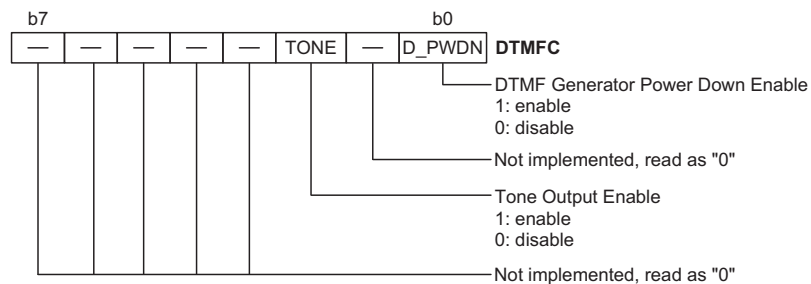 b7 b0
— — — — — TONE — D_PWDN DTMFC
DTMF Generator Power Down Enable
1: enable
0: disable
Not implemented, read as "0"
Tone Output Enable
1: enable
0: disable
Not implemented, read as "0"